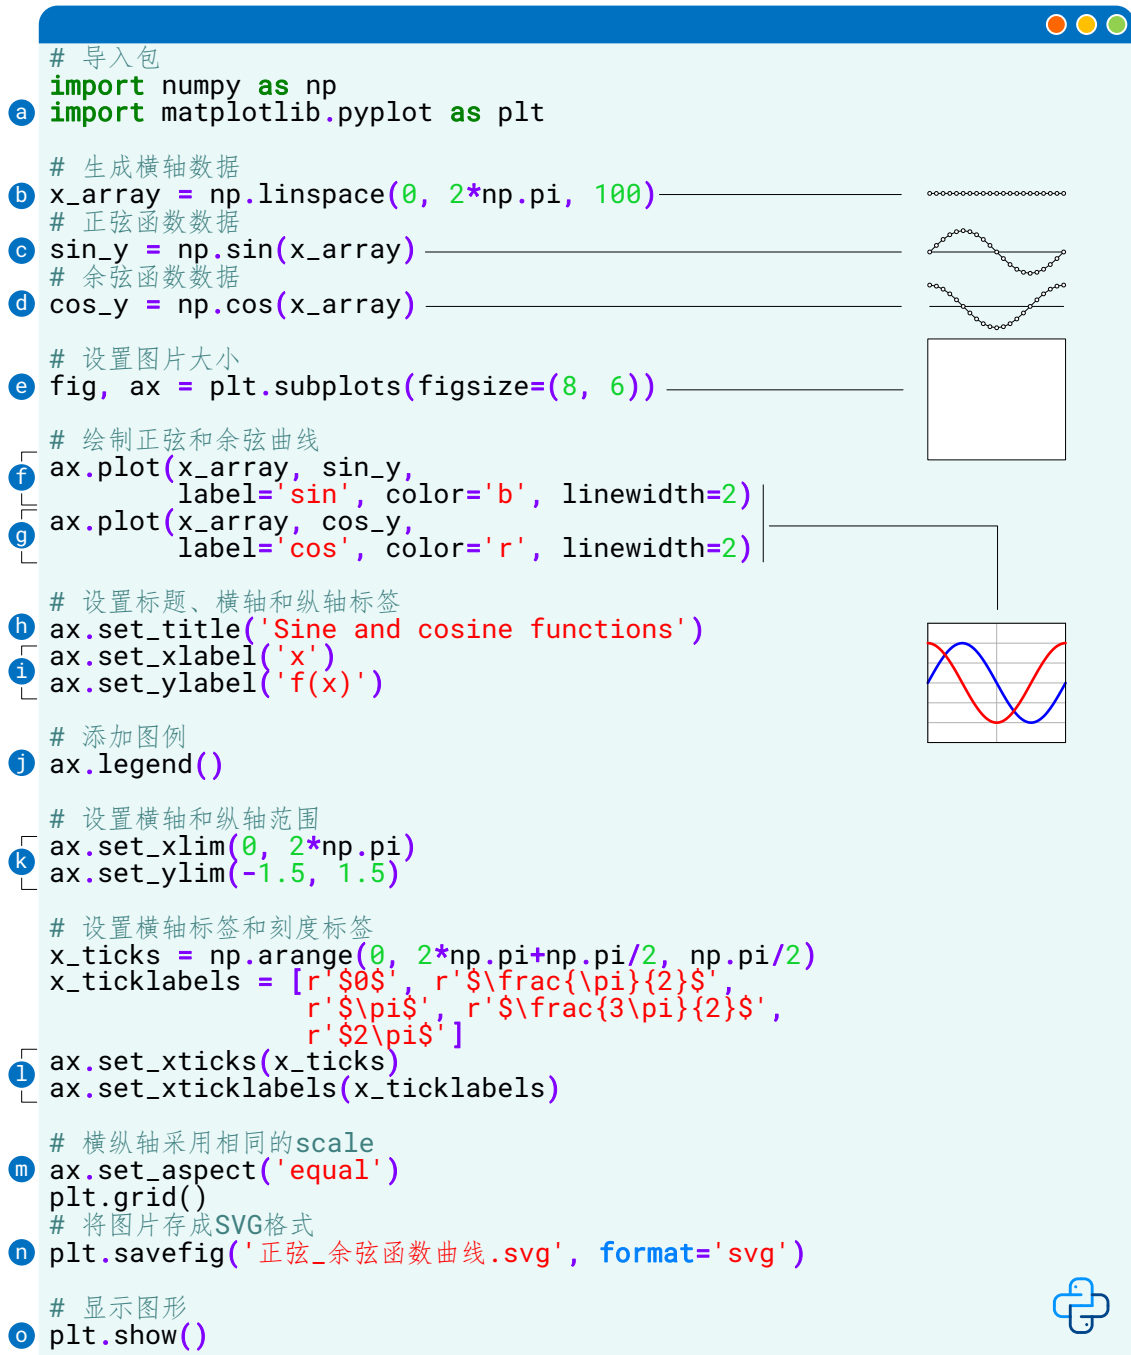 # 导入包
import numpy as np
a import matplotlib.pyplot as plt
# 生成横轴数据
b x_array = np.linspace(0, 2*np.pi, 100)
# 正弦函数数据
c sin_y = np.sin(x_array)
# 余弦函数数据
d cos_y = np.cos(x_array)
# 设置图片大小
e fig, ax = plt.subplots(figsize=(8, 6))
# 绘制正弦和余弦曲线
f ax.plot(x_array, sin_y,
label='sin', color='b', linewidth=2)
g ax.plot(x_array, cos_y,
label='cos', color='r', linewidth=2)
# 设置标题、横轴和纵轴标签
h ax.set_title('Sine and cosine functions')
i ax.set_xlabel('x')
ax.set_ylabel('f(x)')
# 添加图例
j ax.legend()
# 设置横轴和纵轴范围
k ax.set_xlim(0, 2*np.pi)
ax.set_ylim(-1.5, 1.5)
# 设置横轴标签和刻度标签
x_ticks = np.arange(0, 2*np.pi+np.pi/2, np.pi/2)
x_ticklabels = [r'$0$', r'$\frac{\pi}{2}$',
r'$\pi$', r'$\frac{3\pi}{2}$',
r'$2\pi$']
l ax.set_xticks(x_ticks)
ax.set_xticklabels(x_ticklabels)
# 横纵轴采用相同的scale
m ax.set_aspect('equal')
plt.grid()
# 将图片存成SVG格式
n plt.savefig('正弦_余弦函数曲线.svg', format='svg')
# 显示图形
o plt.show()